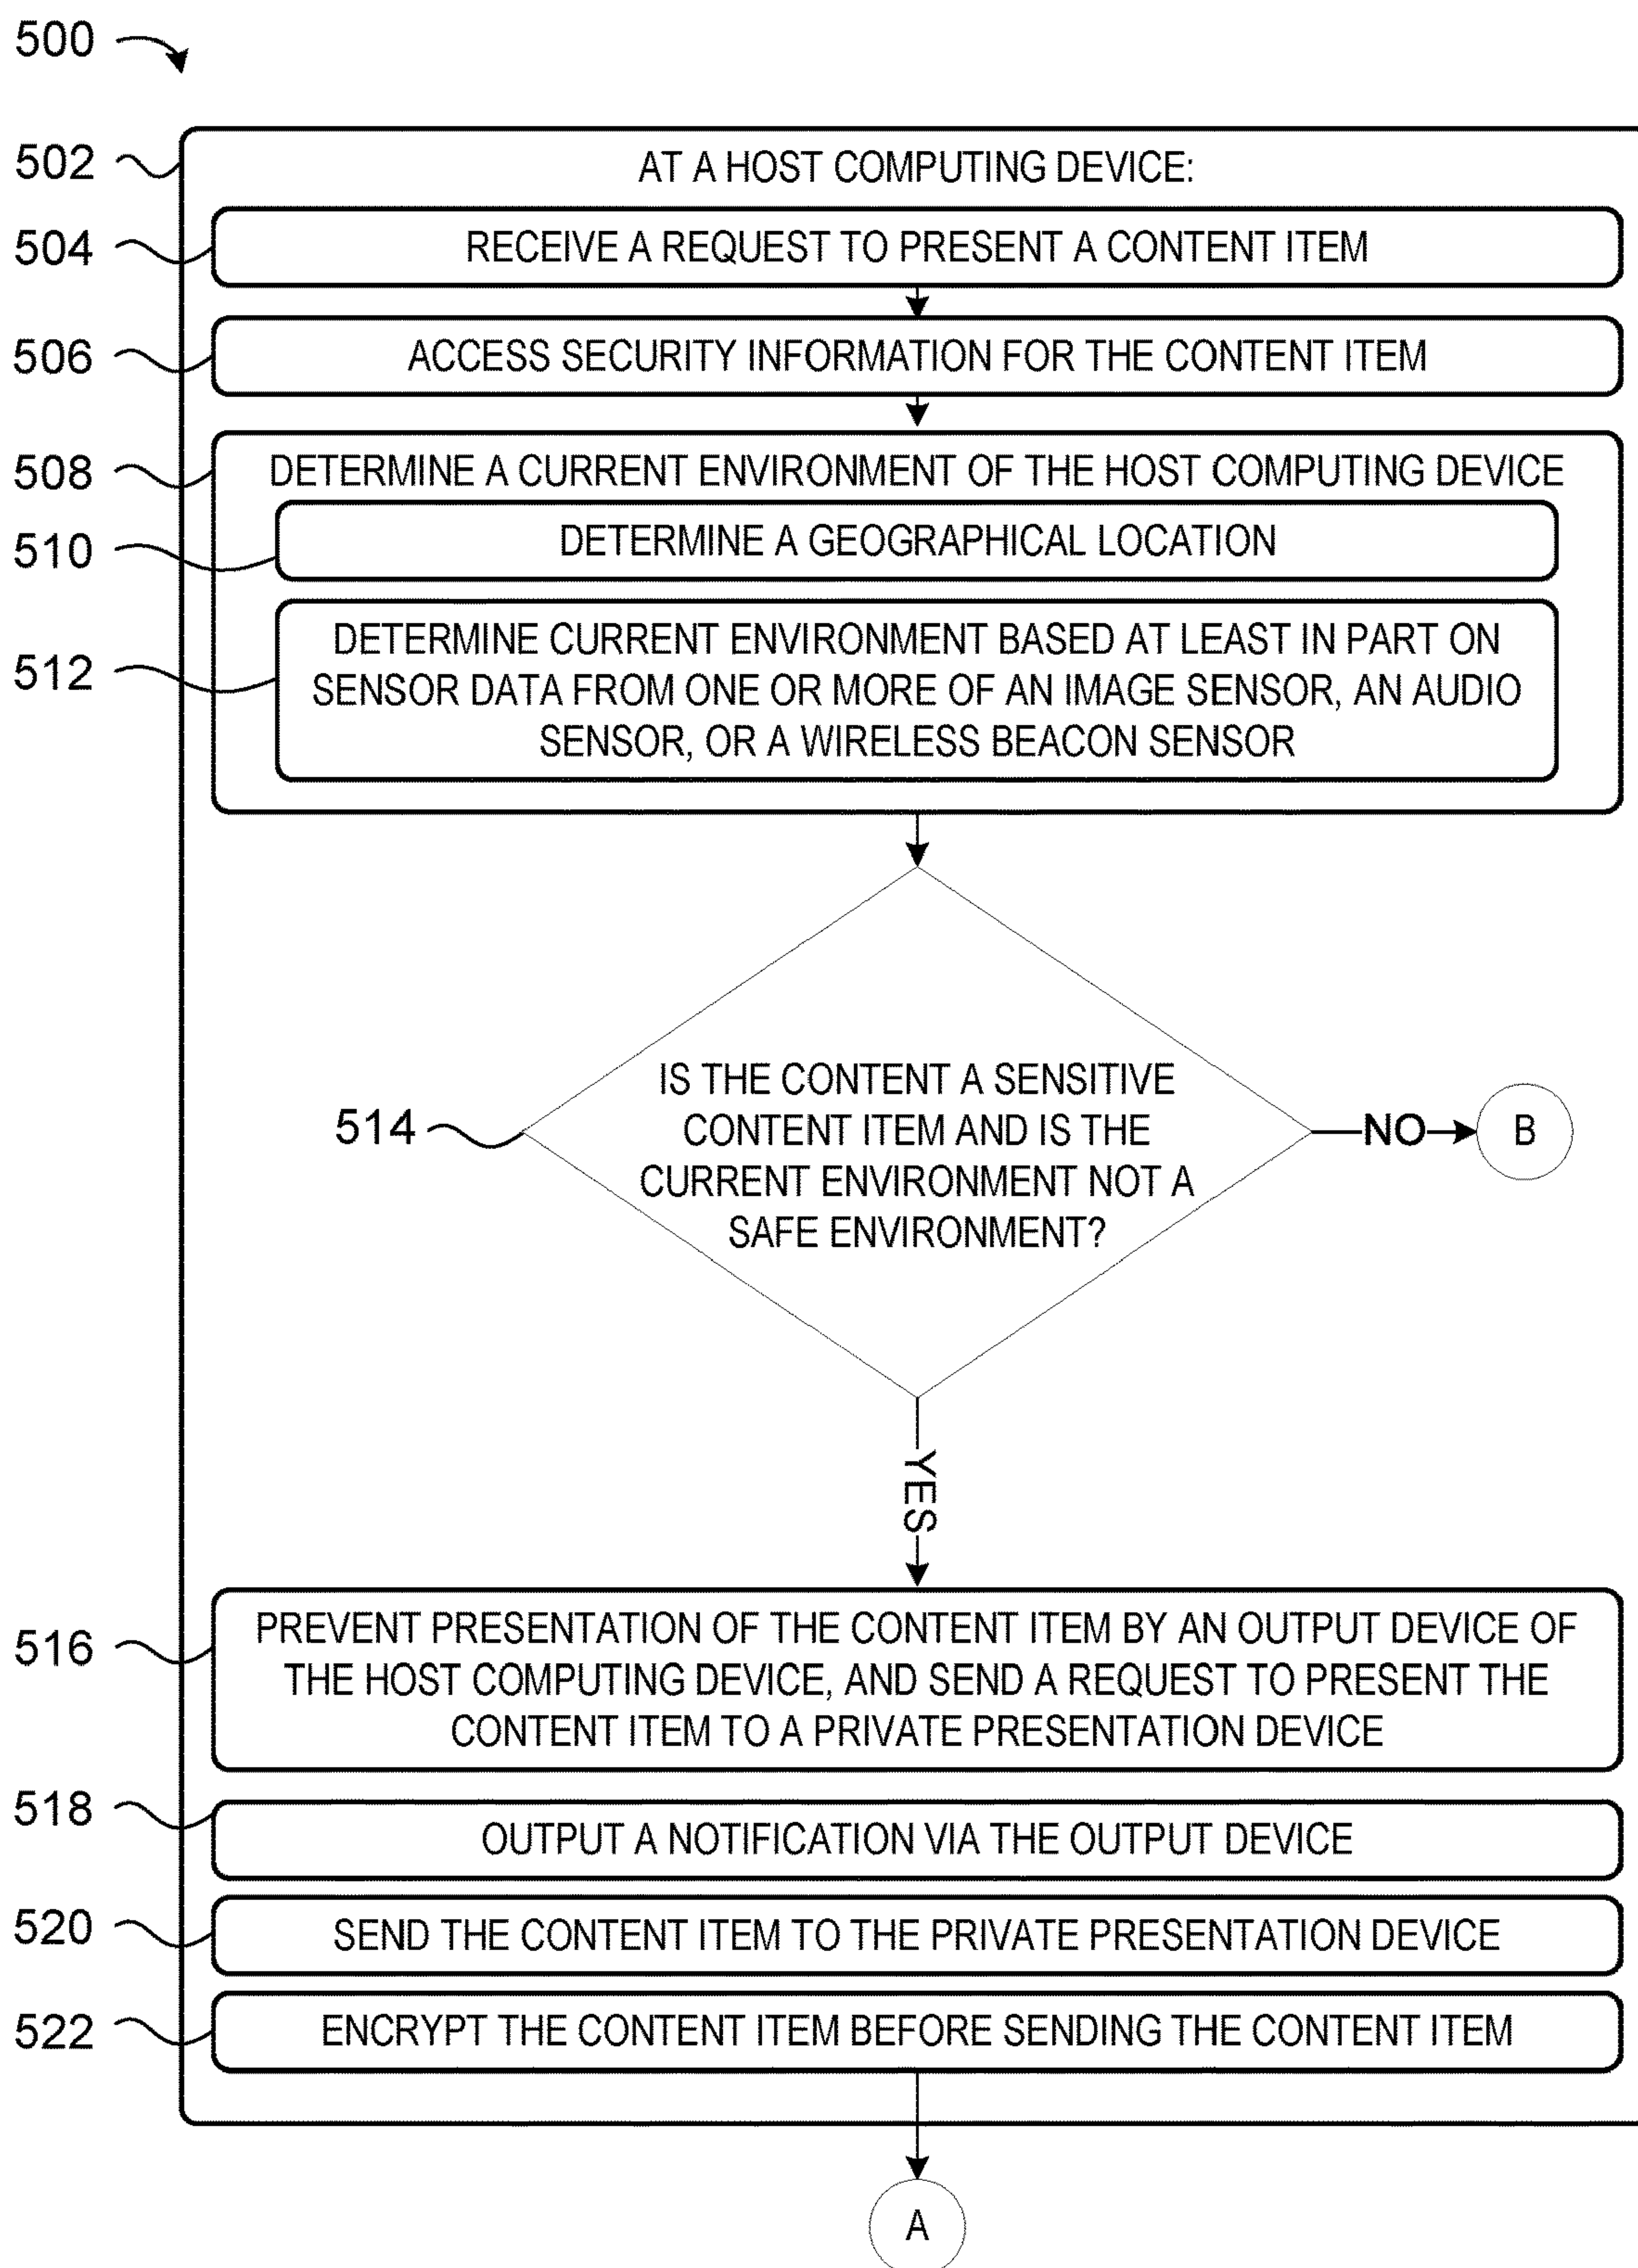 500
502
AT A HOST COMPUTING DEVICE:
504
RECEIVE A REQUEST TO PRESENT A CONTENT ITEM
506
ACCESS SECURITY INFORMATION FOR THE CONTENT ITEM
508
DETERMINE A CURRENT ENVIRONMENT OF THE HOST COMPUTING DEVICE
510
DETERMINE A GEOGRAPHICAL LOCATION
512
DETERMINE CURRENT ENVIRONMENT BASED AT LEAST IN PART ON
SENSOR DATA FROM ONE OR MORE OF AN IMAGE SENSOR, AN AUDIO
SENSOR, OR A WIRELESS BEACON SENSOR
514
IS THE CONTENT A SENSITIVE
CONTENT ITEM AND IS THE
CURRENT ENVIRONMENT NOT A
SAFE ENVIRONMENT?
NO
B
YES
516
PREVENT PRESENTATION OF THE CONTENT ITEM BY AN OUTPUT DEVICE OF
THE HOST COMPUTING DEVICE, AND SEND A REQUEST TO PRESENT THE
CONTENT ITEM TO A PRIVATE PRESENTATION DEVICE
518
OUTPUT A NOTIFICATION VIA THE OUTPUT DEVICE
520
SEND THE CONTENT ITEM TO THE PRIVATE PRESENTATION DEVICE
522
ENCRYPT THE CONTENT ITEM BEFORE SENDING THE CONTENT ITEM
A